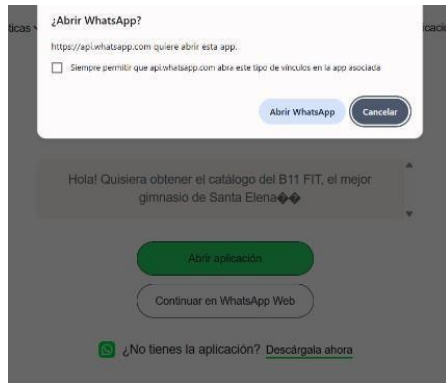 ¿Abrir WhatsApp?
ticas
https://api.whatsapp.com quiere abrir esta app.
Siempre permitir que api.whatsapp.com abra este tipo de vínculos en la app asociada
Abrir WhatsApp Cancelar
Hola! Quisiera obtener el catálogo del B11 FIT, el mejor
gimnasio de Santa Elena��
Abrir aplicación
Continuar en WhatsApp Web
¿No tienes la aplicación? Descárgala ahora